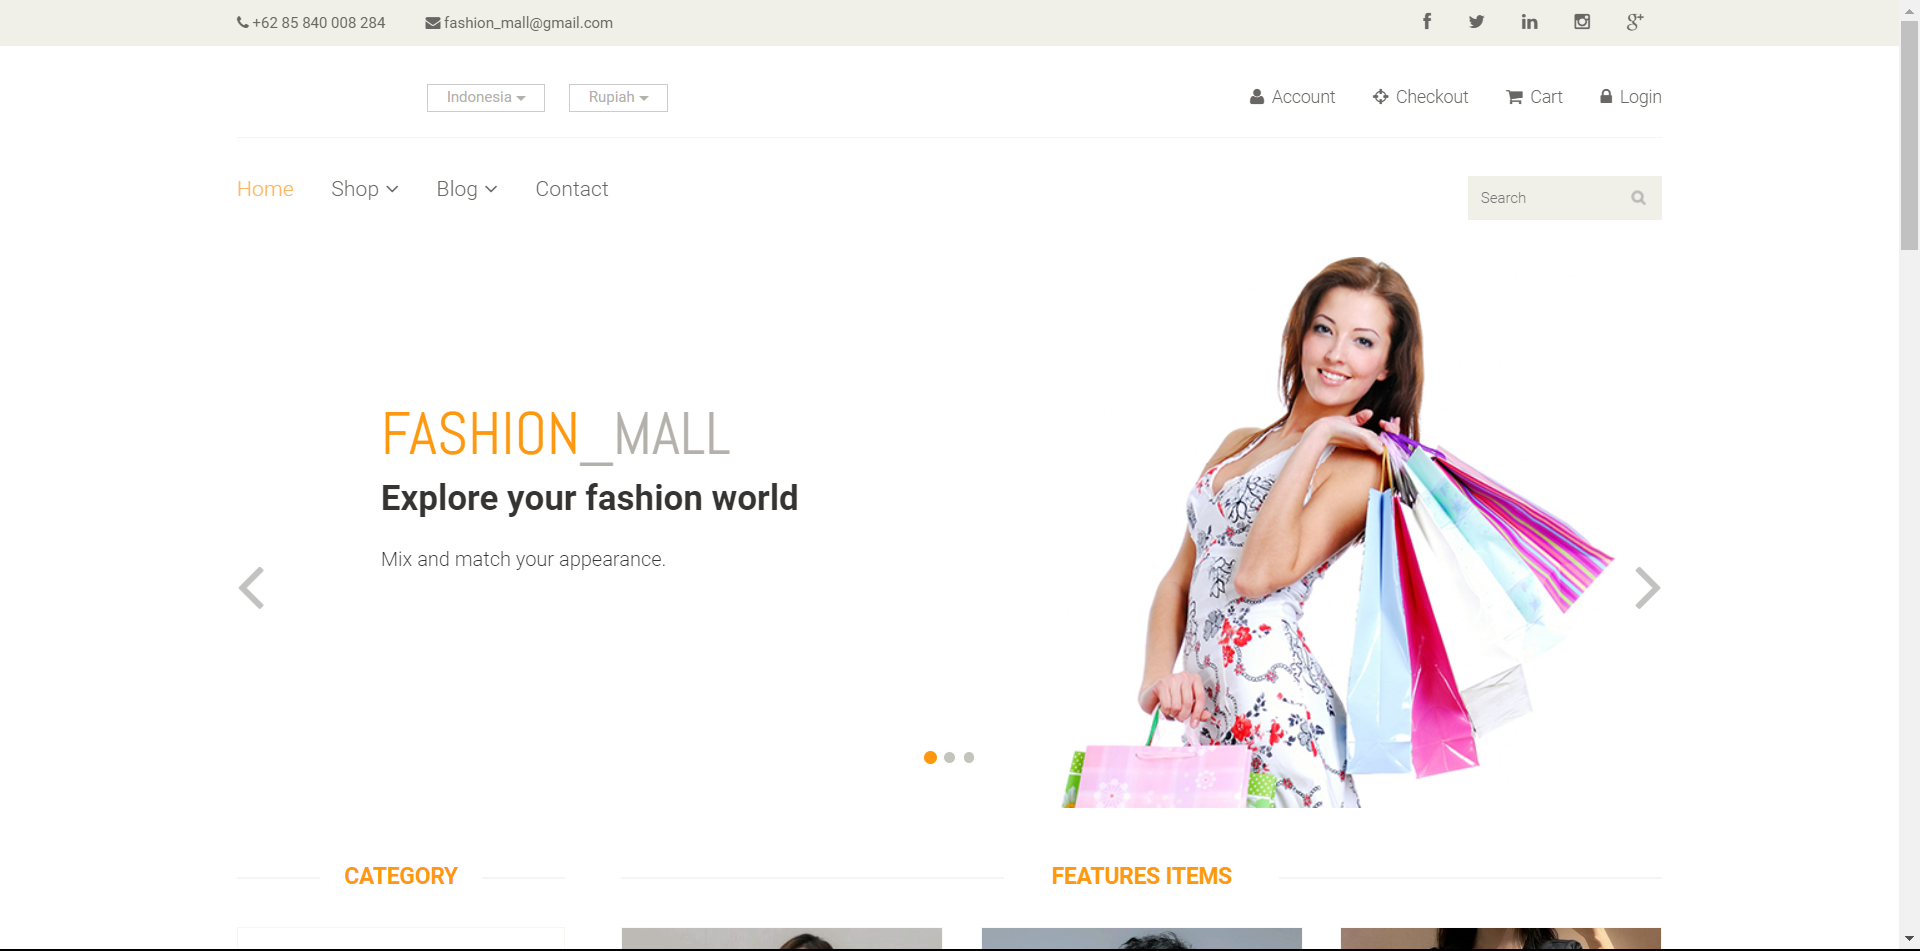 +62 85 840 008 284 fashion_mall@gmail.com
Indonesia Rupiah Account Checkout Cart Login
Home Shop Blog Contact Search
FASHION_MALL
Explore your fashion world
Mix and match your appearance.
CATEGORY FEATURES ITEMS